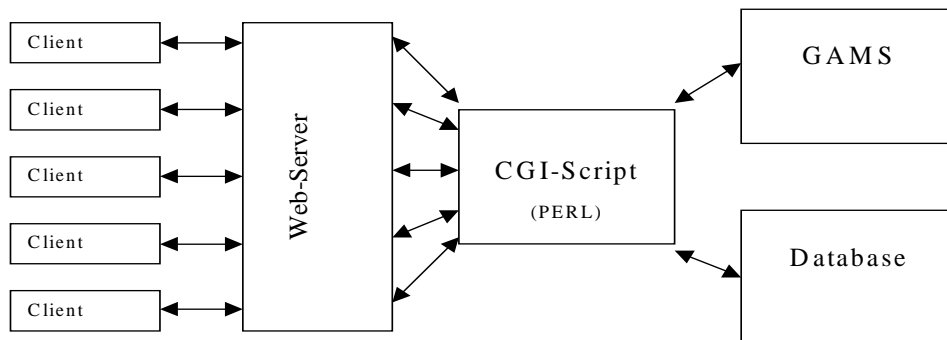 Client
Client
Client
Client
Client
Web-Server
CGI-Script
(PERL)
GAMS
Database